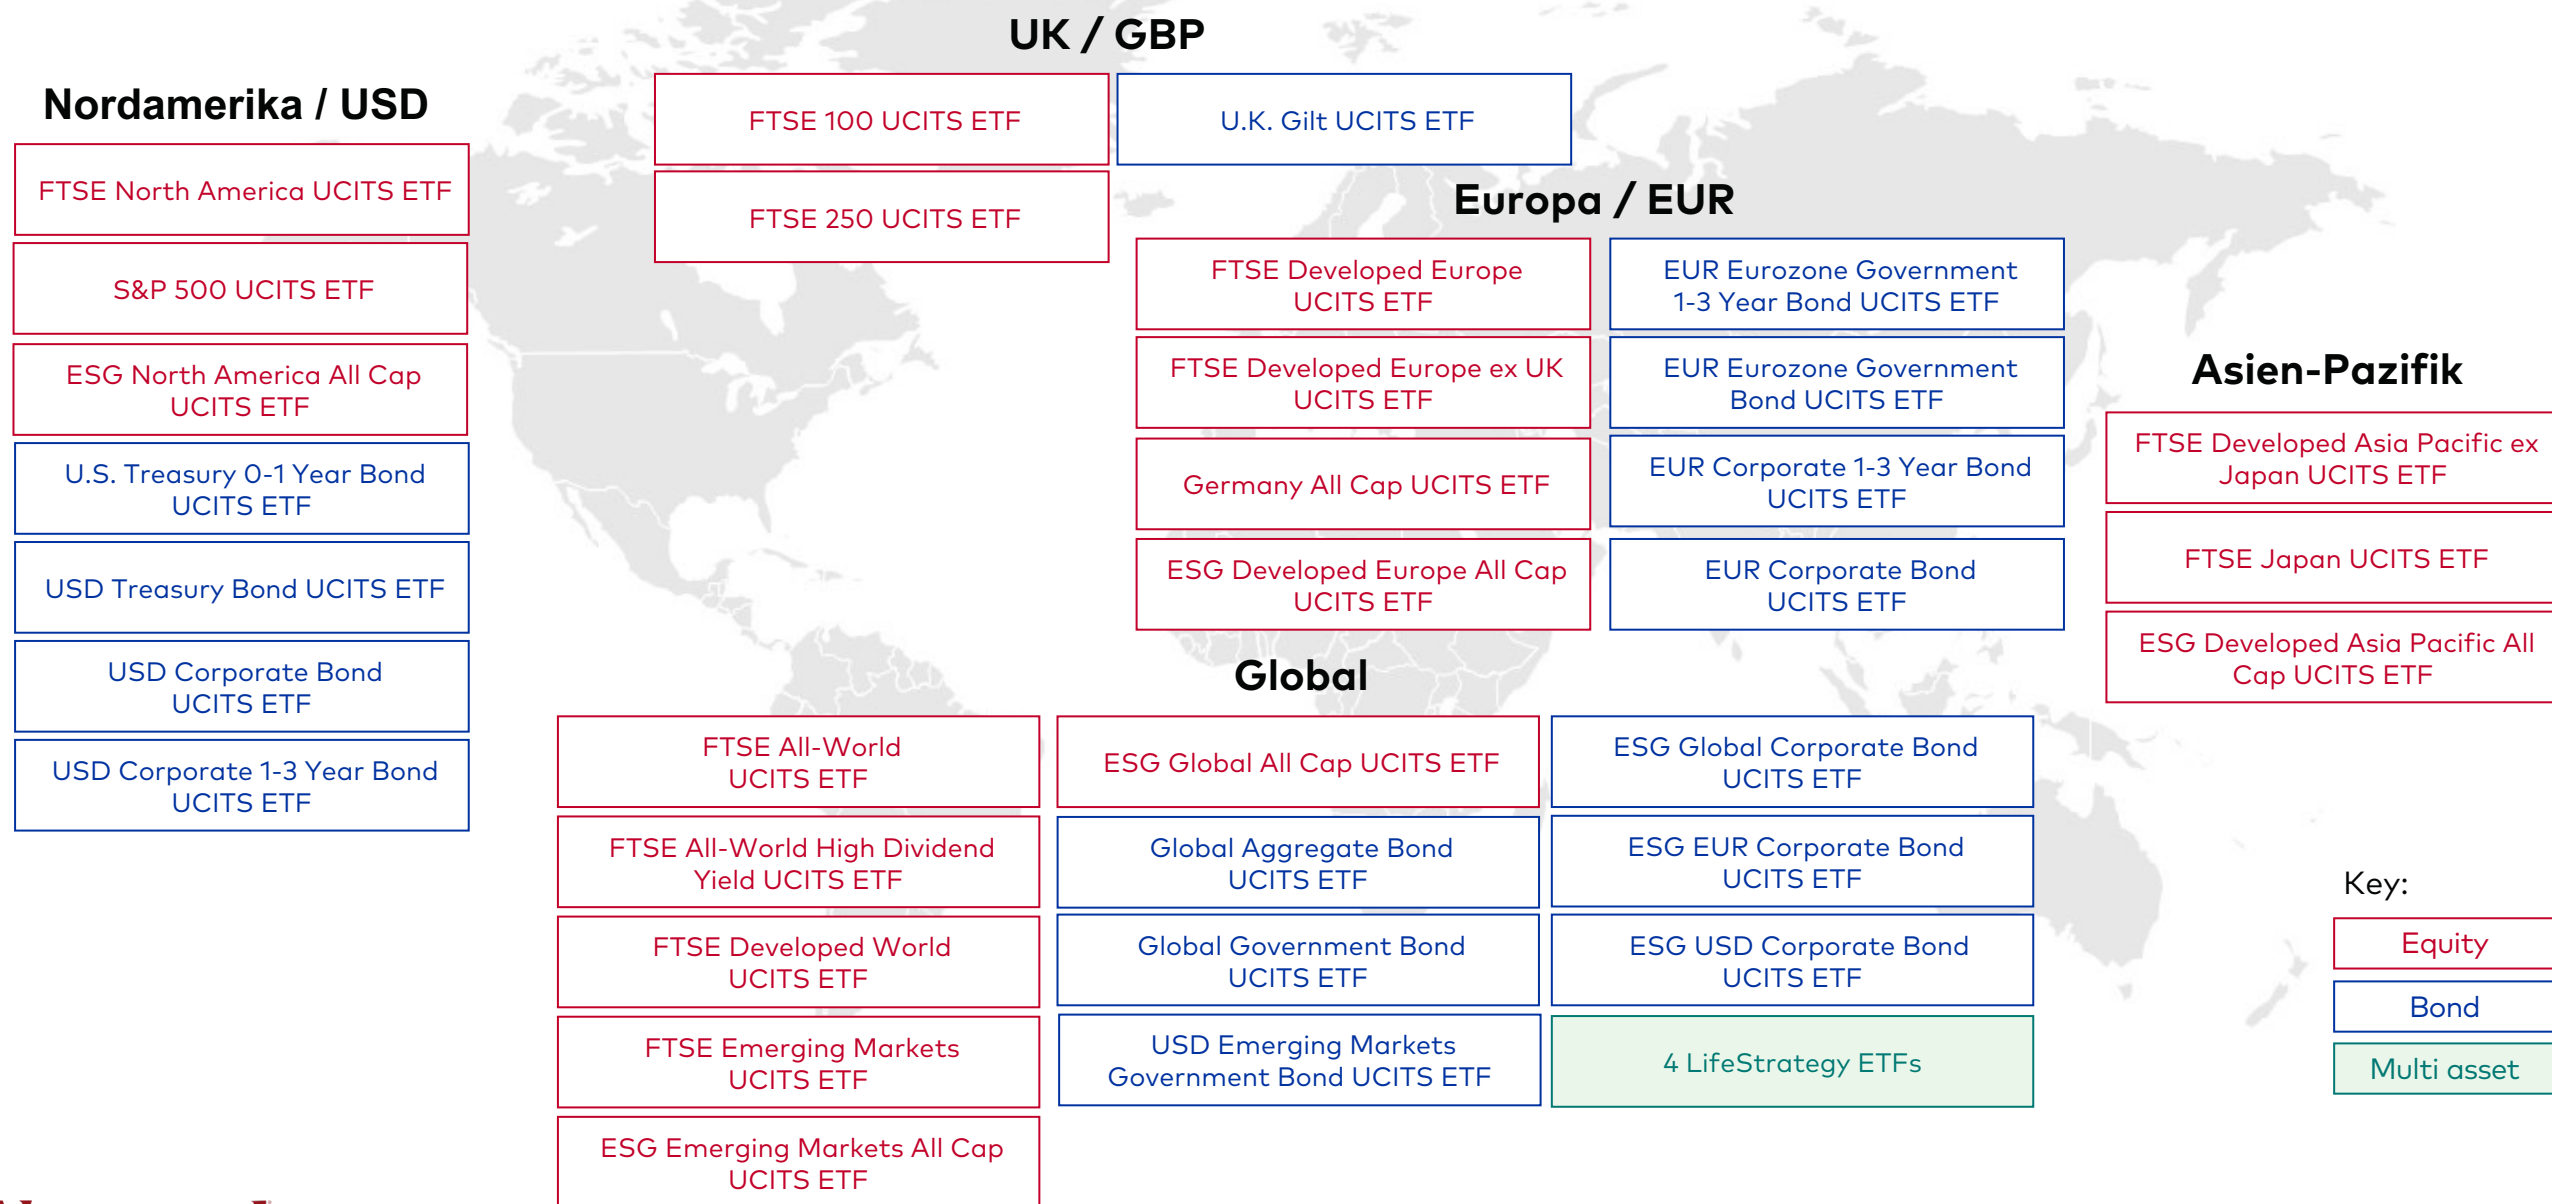 UK / GBP
FTSE 100 UCITS ETF
U.K. Gilt UCITS ETF
FTSE 250 UCITS ETF
Nordamerika / USD
FTSE North America UCITS ETF
S&P 500 UCITS ETF
ESG North America All Cap
UCITS ETF
U.S. Treasury 0-1 Year Bond
UCITS ETF
USD Treasury Bond UCITS ETF
USD Corporate Bond
UCITS ETF
USD Corporate 1-3 Year Bond
UCITS ETF
Europa / EUR
FTSE Developed Europe
UCITS ETF
FTSE Developed Europe ex UK
UCITS ETF
Germany All Cap UCITS ETF
ESG Developed Europe All Cap
UCITS ETF
EUR Eurozone Government
1-3 Year Bond UCITS ETF
EUR Eurozone Government
Bond UCITS ETF
EUR Corporate 1-3 Year Bond
UCITS ETF
EUR Corporate Bond
UCITS ETF
Asien-Pazifik
FTSE Developed Asia Pacific ex
Japan UCITS ETF
FTSE Japan UCITS ETF
ESG Developed Asia Pacific All
Cap UCITS ETF
Global
FTSE All-World
UCITS ETF
FTSE All-World High Dividend
Yield UCITS ETF
FTSE Developed World
UCITS ETF
FTSE Emerging Markets
UCITS ETF
ESG Emerging Markets All Cap
UCITS ETF
ESG Global All Cap UCITS ETF
Global Aggregate Bond
UCITS ETF
Global Government Bond
UCITS ETF
USD Emerging Markets
Government Bond UCITS ETF
ESG Global Corporate Bond
UCITS ETF
ESG EUR Corporate Bond
UCITS ETF
ESG USD Corporate Bond
UCITS ETF
4 LifeStrategy ETFs
Key:
Equity
Bond
Multi asset